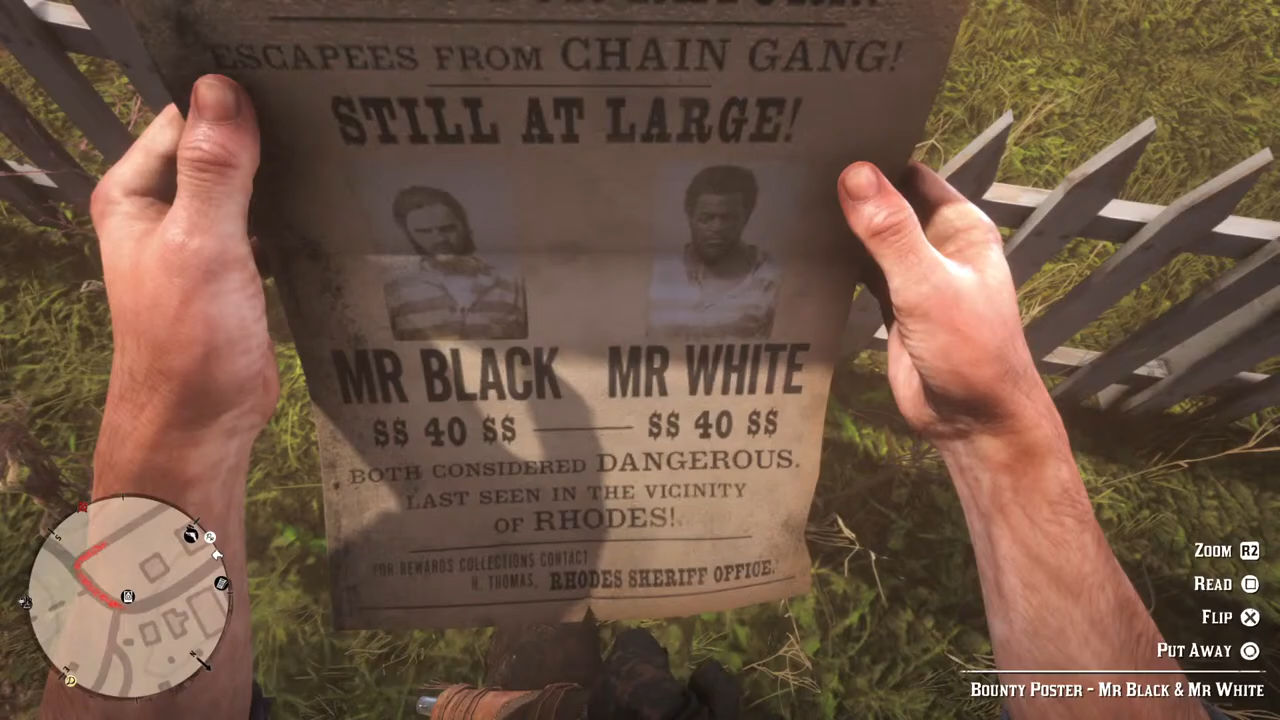 ESCAPEES FROM CHAIN GANG!
STILL AT LARGE!
MR BLACK MR WHITE
$$ 40 $$ $$ 40 $$
BOTH CONSIDERED DANGEROUS.
LAST SEEN IN THE VICINITY
OF RHODES!
FOR REWARDS COLLECTIONS CONTACT
H. THOMAS, RHODES SHERIFF OFFICE.
ZOOM R2
READ
FLIP
PUT AWAY
BOUNTY POSTER - MR BLACK & MR WHITE